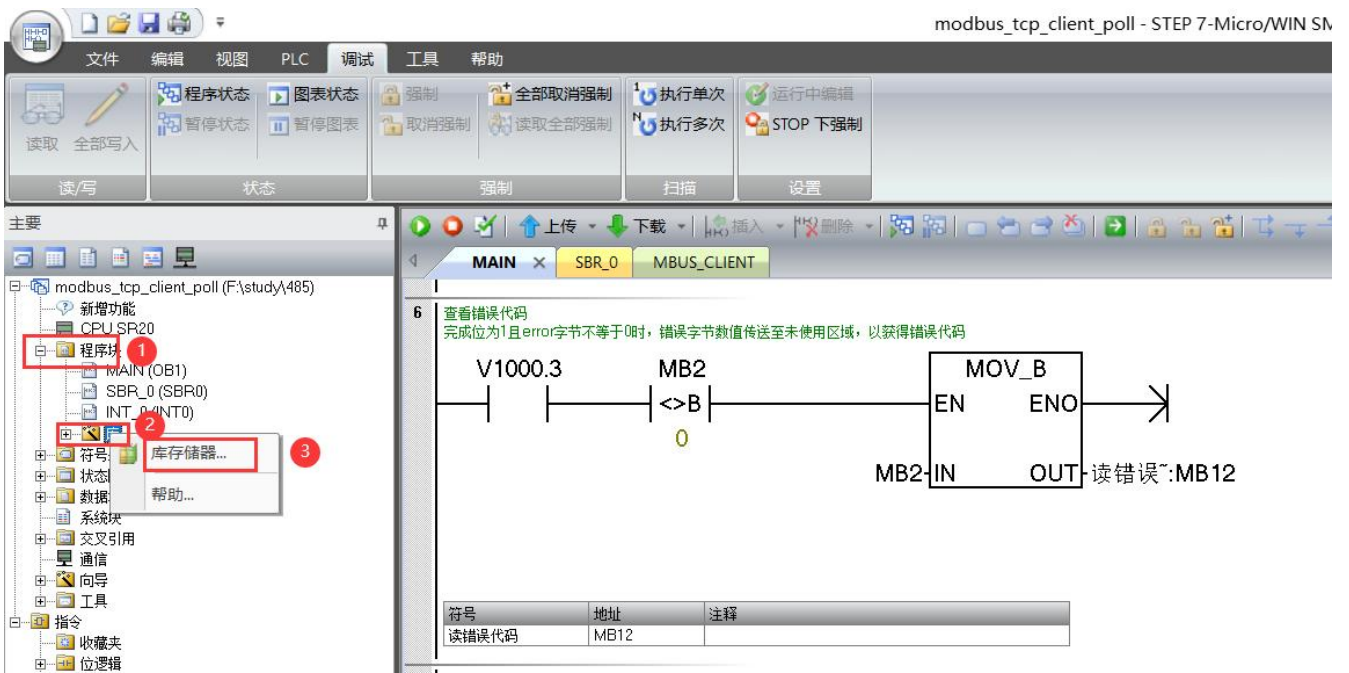 modbus_tcp_client_poll - STEP 7-Micro/WIN SM
文件 编辑 视图 PLC 调试 工具 帮助
程序状态 图表状态 强制 全部取消强制 执行单次 运行中编辑
暂停状态 暂停图表 取消强制 读取全部强制 执行多次 STOP 下强制
读取 全部写入
读/写 状态 强制 扫描 设置
主要
上传 下载 插入 删除
MAIN SBR_0 MBUS_CLIENT
modbus_tcp_client_poll (F:\study\485)
新增功能
CPU SR20
程序块
1
MAIN (OB1)
SBR_0 (SBR0)
INT_0 (INT0)
2
库
库存储器...
3
帮助...
符号
状态
数据
系统块
交叉引用
通信
向导
工具
指令
收藏夹
位逻辑
6 查看错误代码
完成位为1且error字节不等于0时，错误字节数值传送至未使用区域，以获得错误代码
V1000.3 MB2 MOV_B
<>B EN ENO
0
MB2 IN OUT 读错误~:MB12
符号 地址 注释
读错误代码 MB12